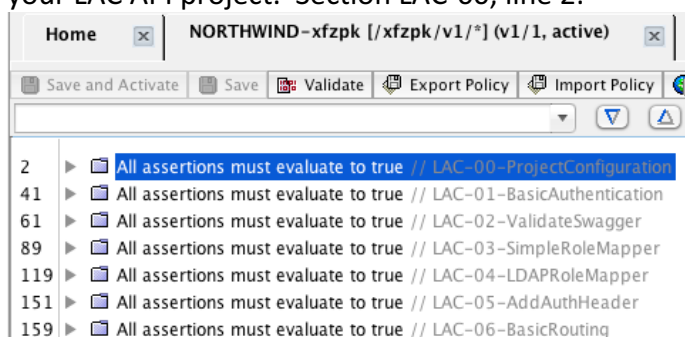 your LAC API project.  Section LAC-00, line 2.
Home
NORTHWIND-xfzpk [/xfzpk/v1/*] (v1/1, active)
Save and Activate Save Validate Export Policy Import Policy
2 All assertions must evaluate to true // LAC-00-ProjectConfiguration
41 All assertions must evaluate to true // LAC-01-BasicAuthentication
61 All assertions must evaluate to true // LAC-02-ValidateSwagger
89 All assertions must evaluate to true // LAC-03-SimpleRoleMapper
119 All assertions must evaluate to true // LAC-04-LDAPRoleMapper
151 All assertions must evaluate to true // LAC-05-AddAuthHeader
159 All assertions must evaluate to true // LAC-06-BasicRouting